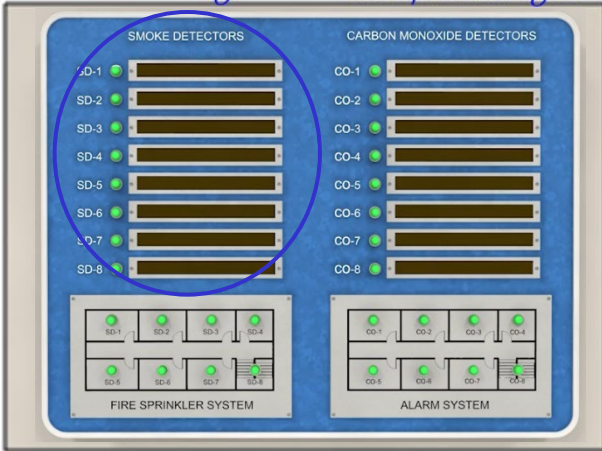 SMOKE DETECTORS
SD-1
SD-2
SD-3
SD-4
SD-5
SD-6
SD-7
SD-8
CARBON MONOXIDE DETECTORS
CO-1
CO-2
CO-3
CO-4
CO-5
CO-6
CO-7
CO-8
SD-1 SD-2 SD-3 SD-4
SD-5 SD-6 SD-7 SD-8
FIRE SPRINKLER SYSTEM
CO-1 CO-2 CO-3 CO-4
CO-5 CO-6 CO-7 CO-8
ALARM SYSTEM